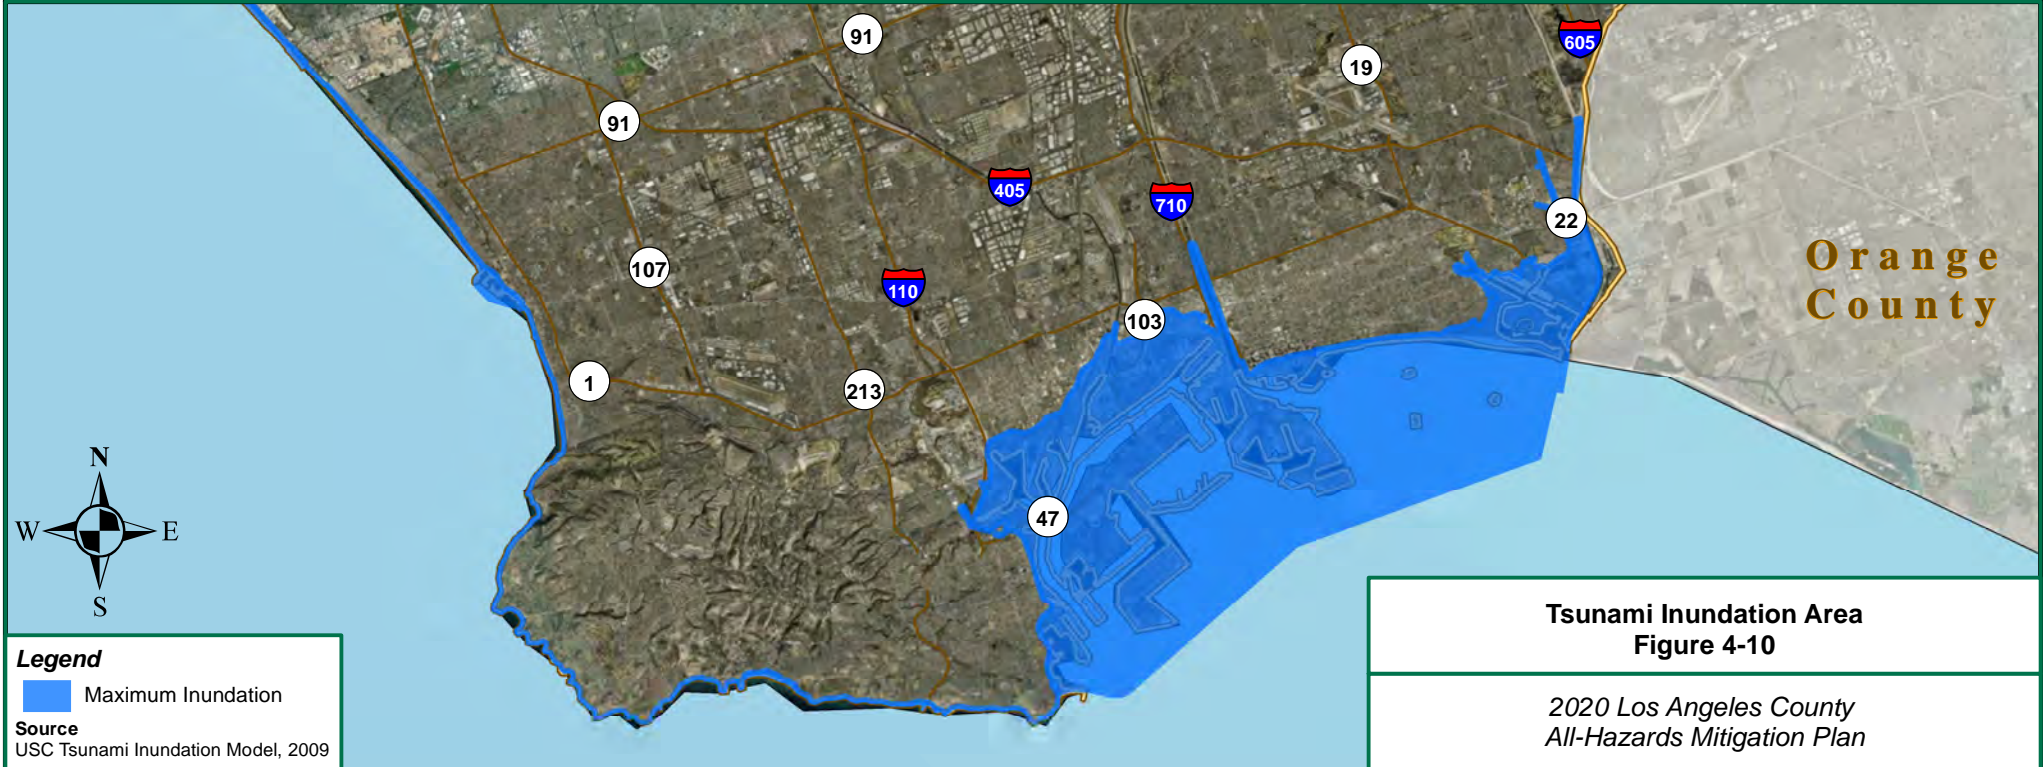 91
605
19
91
405
710
22
107
Orange
County
110
103
1
213
N
W
E
S
47
Legend
Maximum Inundation
Source
USC Tsunami Inundation Model, 2009
Tsunami Inundation Area
Figure 4-10
2020 Los Angeles County
All-Hazards Mitigation Plan